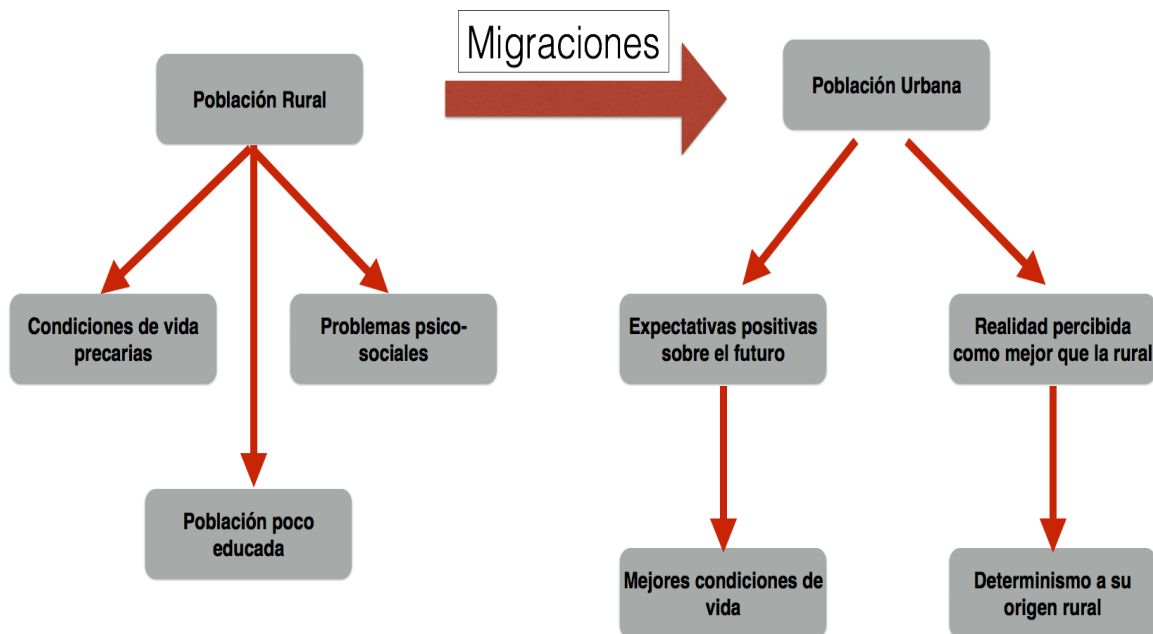 Migraciones
Población Rural
Población Urbana
Condiciones de vida
precarias
Problemas psico-
sociales
Expectativas positivas
sobre el futuro
Realidad percibida
como mejor que la rural
Población poco
educada
Mejores condiciones de
vida
Determinismo a su
origen rural